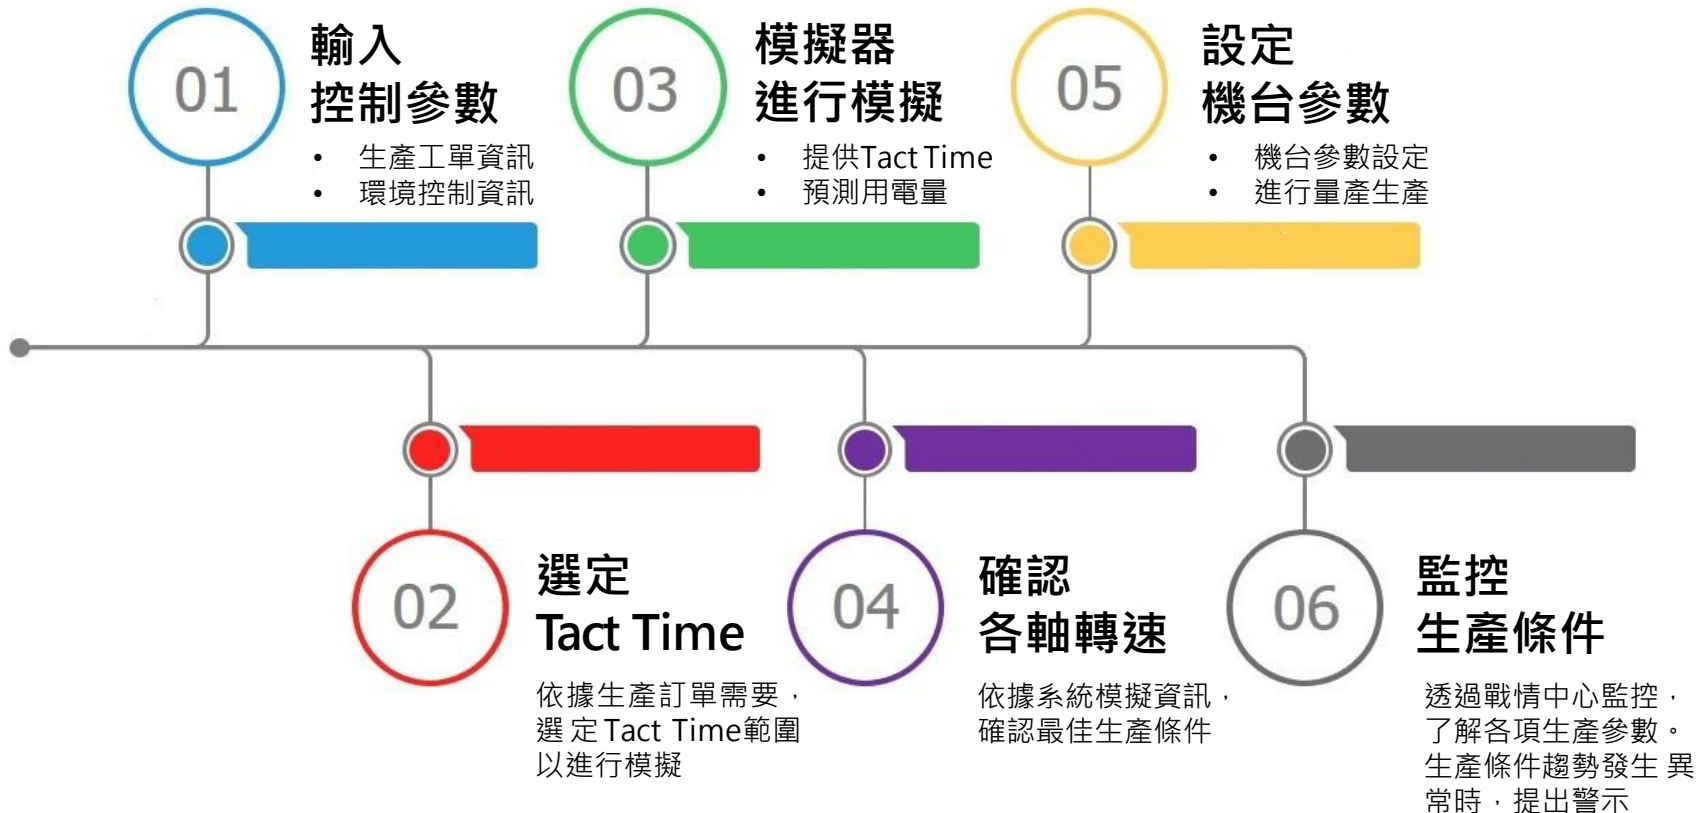 01
輸入
控制參數
• 生產工單資訊
• 環境控制資訊
02
選定
Tact Time
依據生產訂單需要，
選 定 Tact Time範圍
以進行模擬
03
模擬器
進行模擬
• 提供Tact Time
• 預測用電量
04
確認
各軸轉速
依據系統模擬資訊，
確認最佳生產條件
05
設定
機台參數
• 機台參數設定
• 進行量產生產
06
監控
生產條件
透過戰情中心監控，
了解各項生產參數。
生產條件趨勢發生 異
常時，提出警示